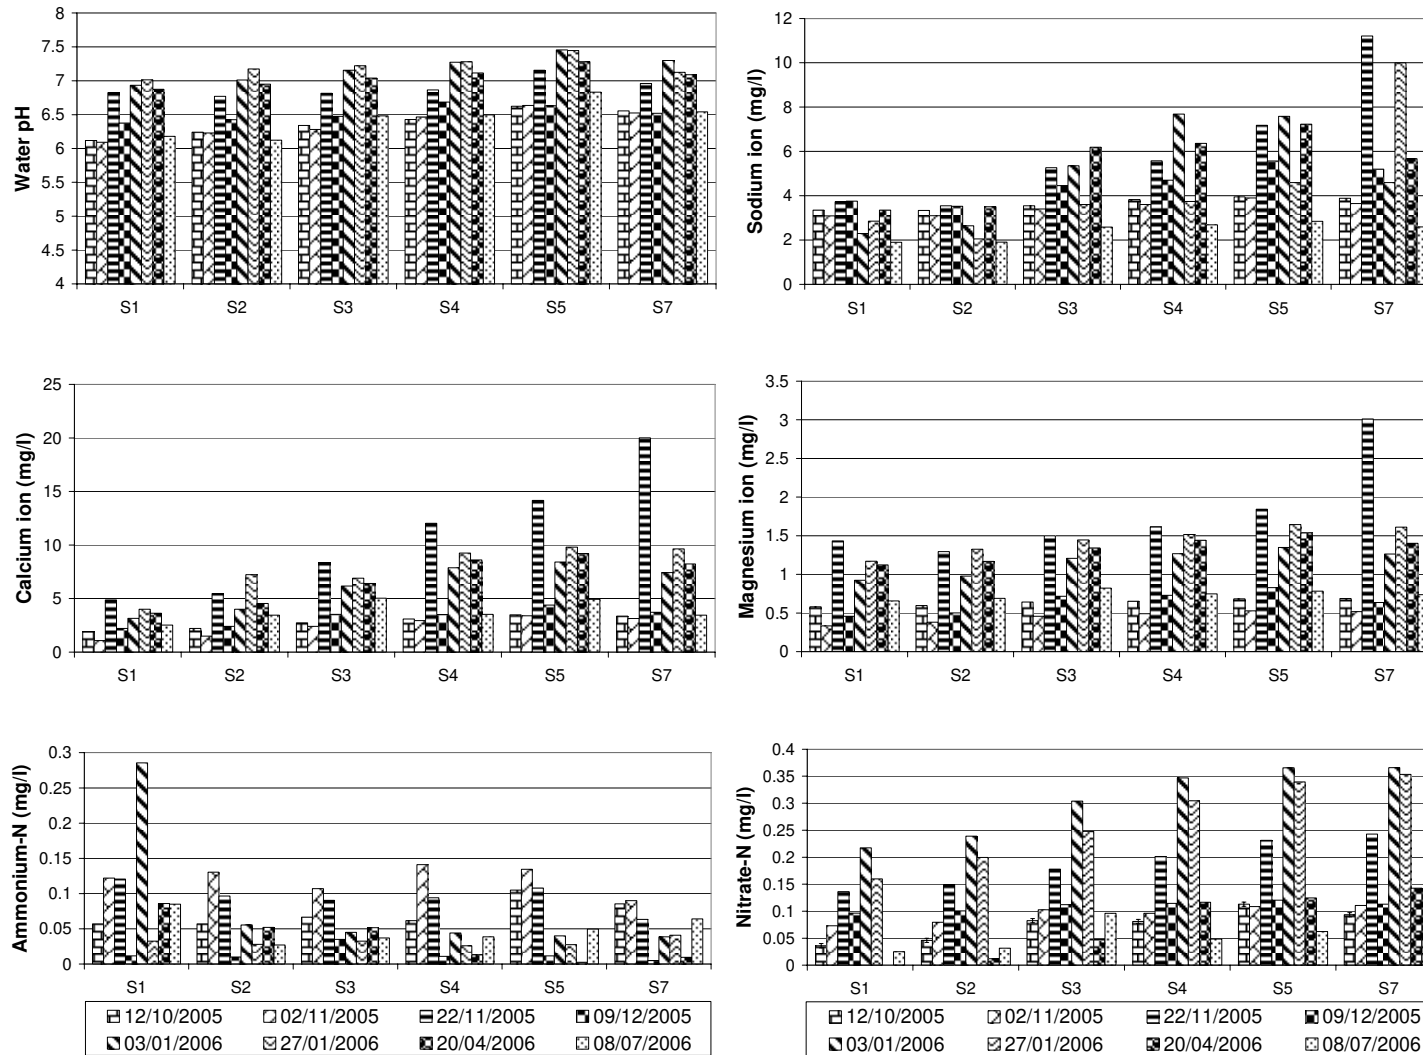 Water pH
8
7.5
7
6.5
6
5.5
5
4.5
4
S1 S2 S3 S4 S5 S7
Sodium ion (mg/l)
12
10
8
6
4
2
0
S1 S2 S3 S4 S5 S7
Calcium ion (mg/l)
25
20
15
10
5
0
S1 S2 S3 S4 S5 S7
Magnesium ion (mg/l)
3.5
3
2.5
2
1.5
1
0.5
0
S1 S2 S3 S4 S5 S7
Ammonium-N (mg/l)
0.3
0.25
0.2
0.15
0.1
0.05
0
S1 S2 S3 S4 S5 S7
12/10/2005 02/11/2005 22/11/2005 09/12/2005
03/01/2006 27/01/2006 20/04/2006 08/07/2006
Nitrate-N (mg/l)
0.4
0.35
0.3
0.25
0.2
0.15
0.1
0.05
0
S1 S2 S3 S4 S5 S7
12/10/2005 02/11/2005 22/11/2005 09/12/2005
03/01/2006 27/01/2006 20/04/2006 08/07/2006